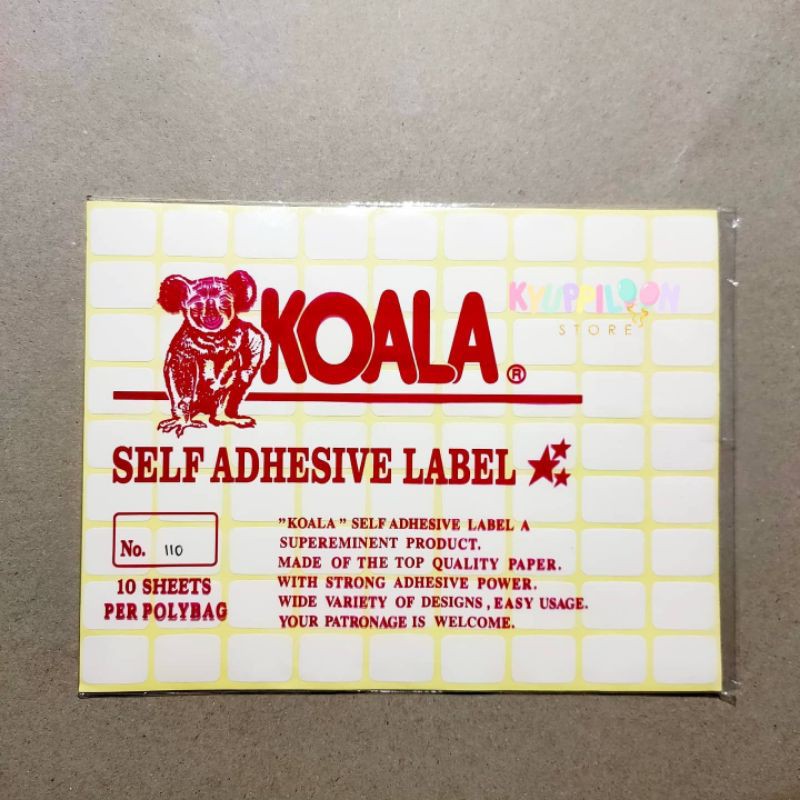 KOALA ®
KYUPPILOON
STORE
SELF ADHESIVE LABEL
No. 110
10 SHEETS
PER POLYBAG
"KOALA" SELF ADHESIVE LABEL A
SUPEREMINENT PRODUCT.
MADE OF THE TOP QUALITY PAPER.
WITH STRONG ADHESIVE POWER.
WIDE VARIETY OF DESIGNS, EASY USAGE.
YOUR PATRONAGE IS WELCOME.